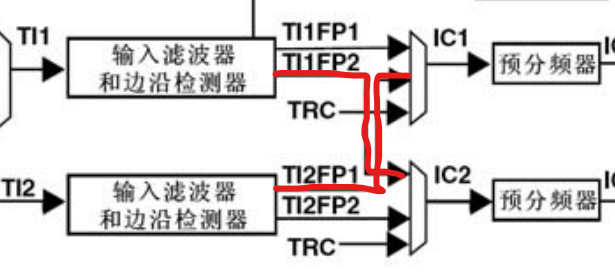 TI1FP1
TI1
输入滤波器
和边沿检测器
TI1FP2
TRC
IC1
预分频器
TI2
输入滤波器
和边沿检测器
TI2FP1
TI2FP2
TRC
IC2
预分频器